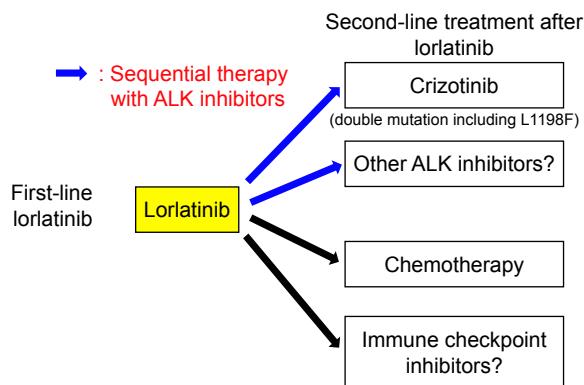 Second-line treatment after
lorlatinib
: Sequential therapy
with ALK inhibitors
Crizotinib
(double mutation including L1198F)
Other ALK inhibitors?
First-line
lorlatinib
Lorlatinib
Chemotherapy
Immune checkpoint
inhibitors?